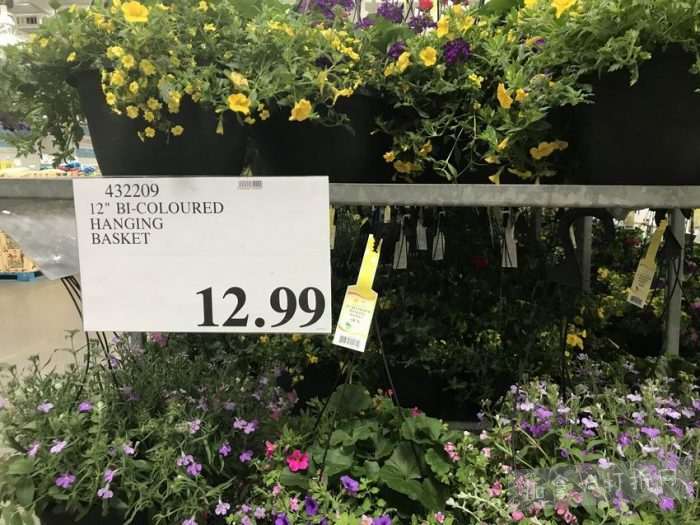 432209
12" BI-COLOURED
HANGING
BASKET
12.99